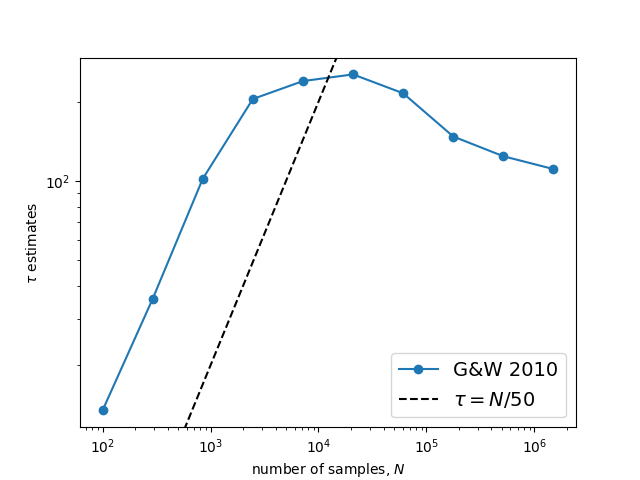 10²
τ estimates
G&W 2010
τ = N/50
10² 10³ 10⁴ 10⁵ 10⁶
number of samples, N